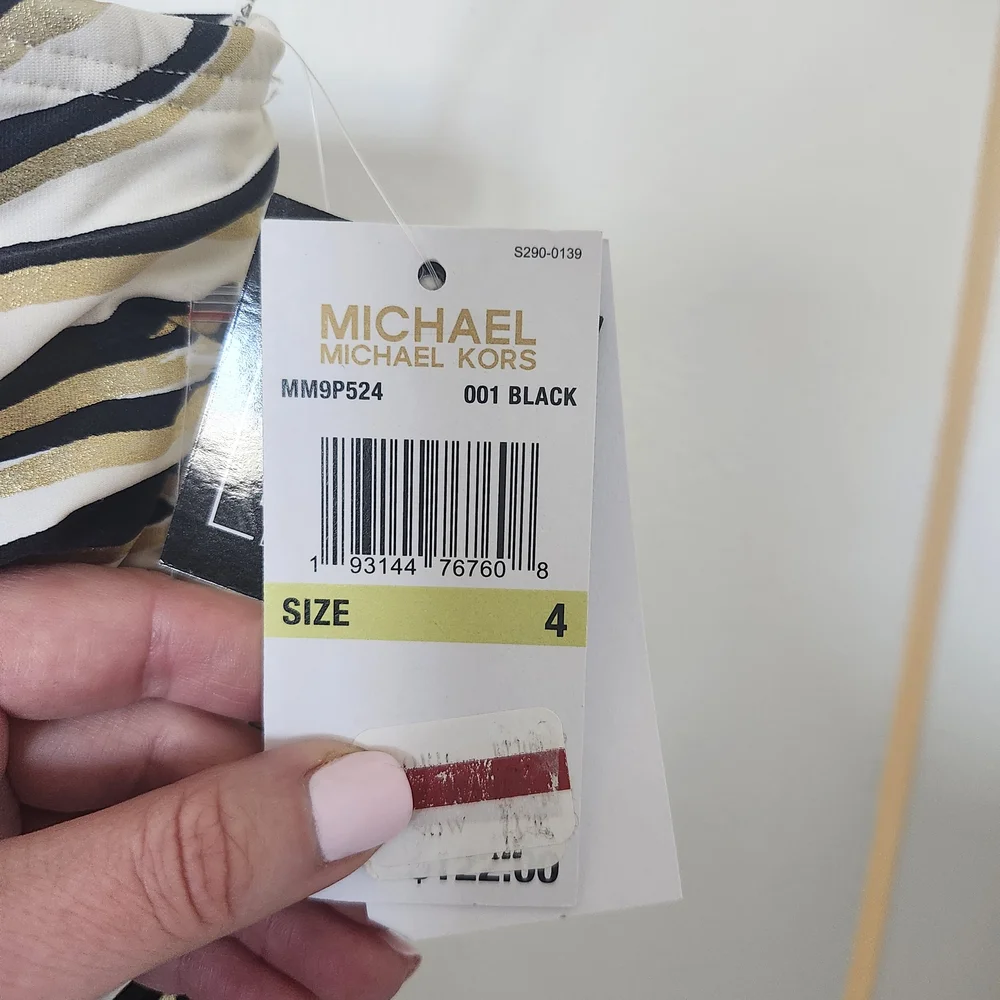 S290-0139
MICHAEL
MICHAEL KORS
MM9P524 001 BLACK
1 93144 76760 8
SIZE 4